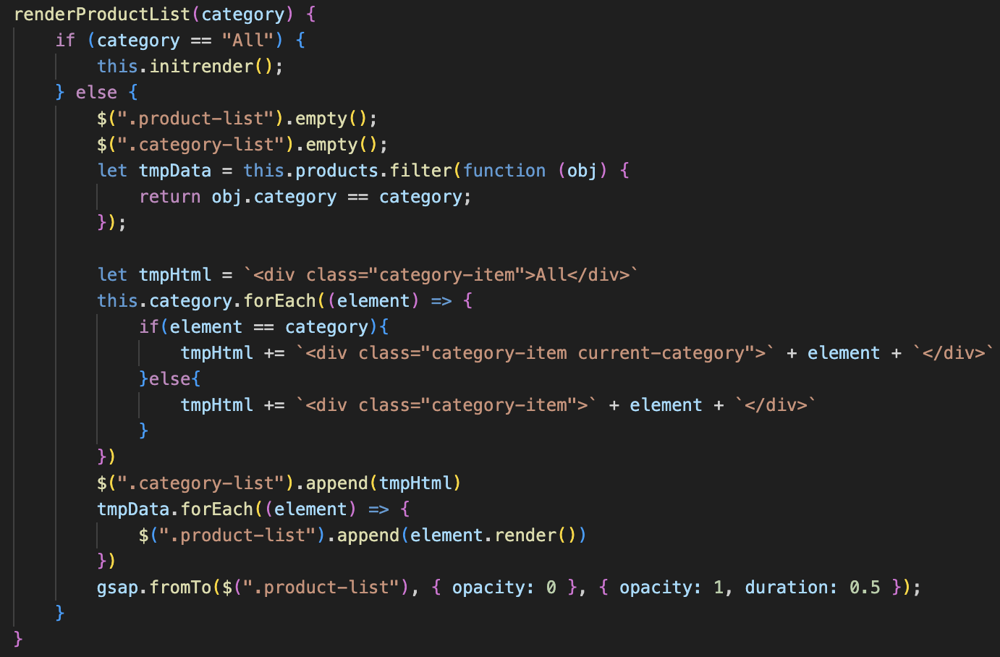 renderProductList(category) {
    if (category == "All") {
        this.initrender();
    } else {
        $(".product-list").empty();
        $(".category-list").empty();
        let tmpData = this.products.filter(function (obj) {
            return obj.category == category;
        });

        let tmpHtml = `<div class="category-item">All</div>`
        this.category.forEach((element) => {
            if(element == category){
                tmpHtml += `<div class="category-item current-category">` + element + `</div>`
            }else{
                tmpHtml += `<div class="category-item">` + element + `</div>`
            }
        })
        $(".category-list").append(tmpHtml)
        tmpData.forEach((element) => {
            $(".product-list").append(element.render())
        })
        gsap.fromTo($(".product-list"), { opacity: 0 }, { opacity: 1, duration: 0.5 });
    }
}